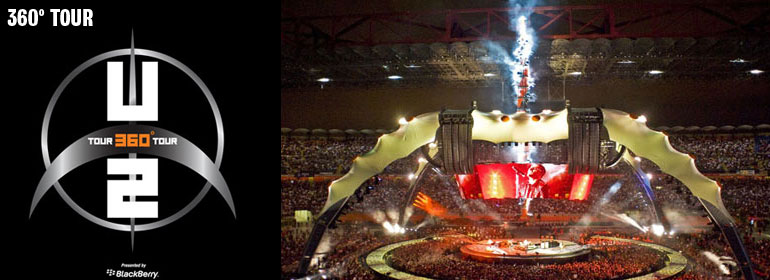 360° TOUR
U2
TOUR 360° TOUR
Presented by
BlackBerry.